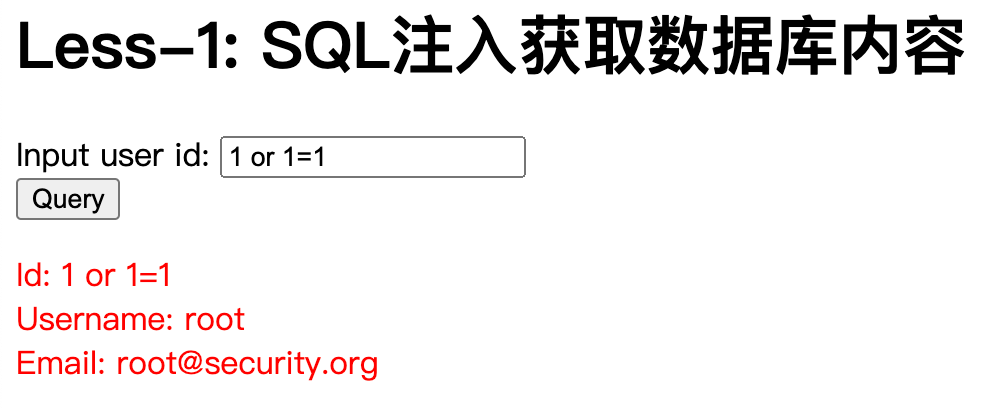 Less-1: SQL注入获取数据库内容
Input user id: 1 or 1=1
Query
Id: 1 or 1=1
Username: root
Email: root@security.org